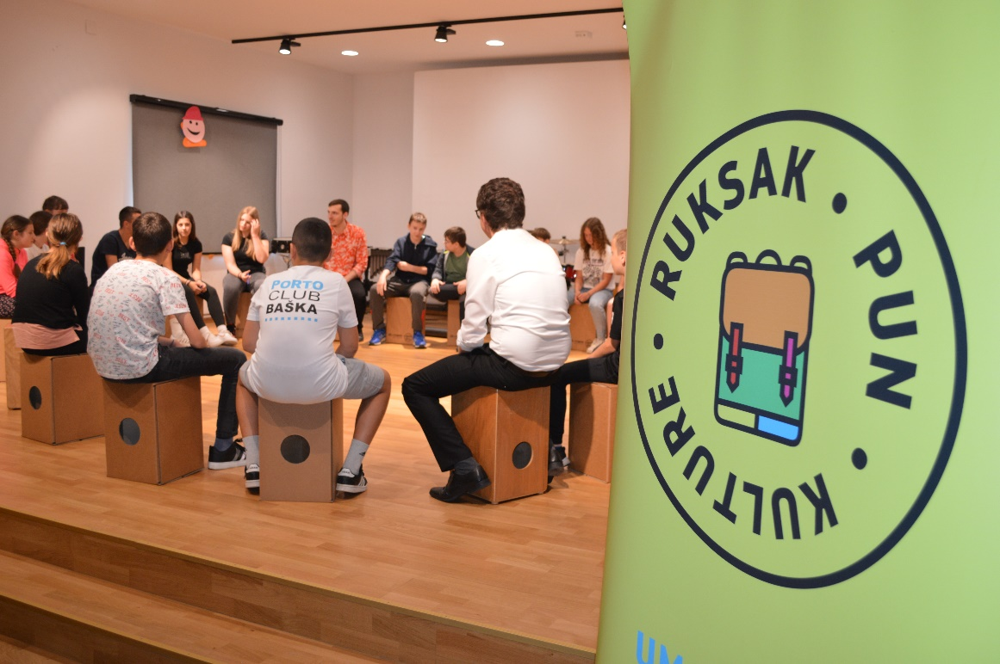 PORTO
CLUB
BAŠKA
RUKSAK • PUN • KULTURE •